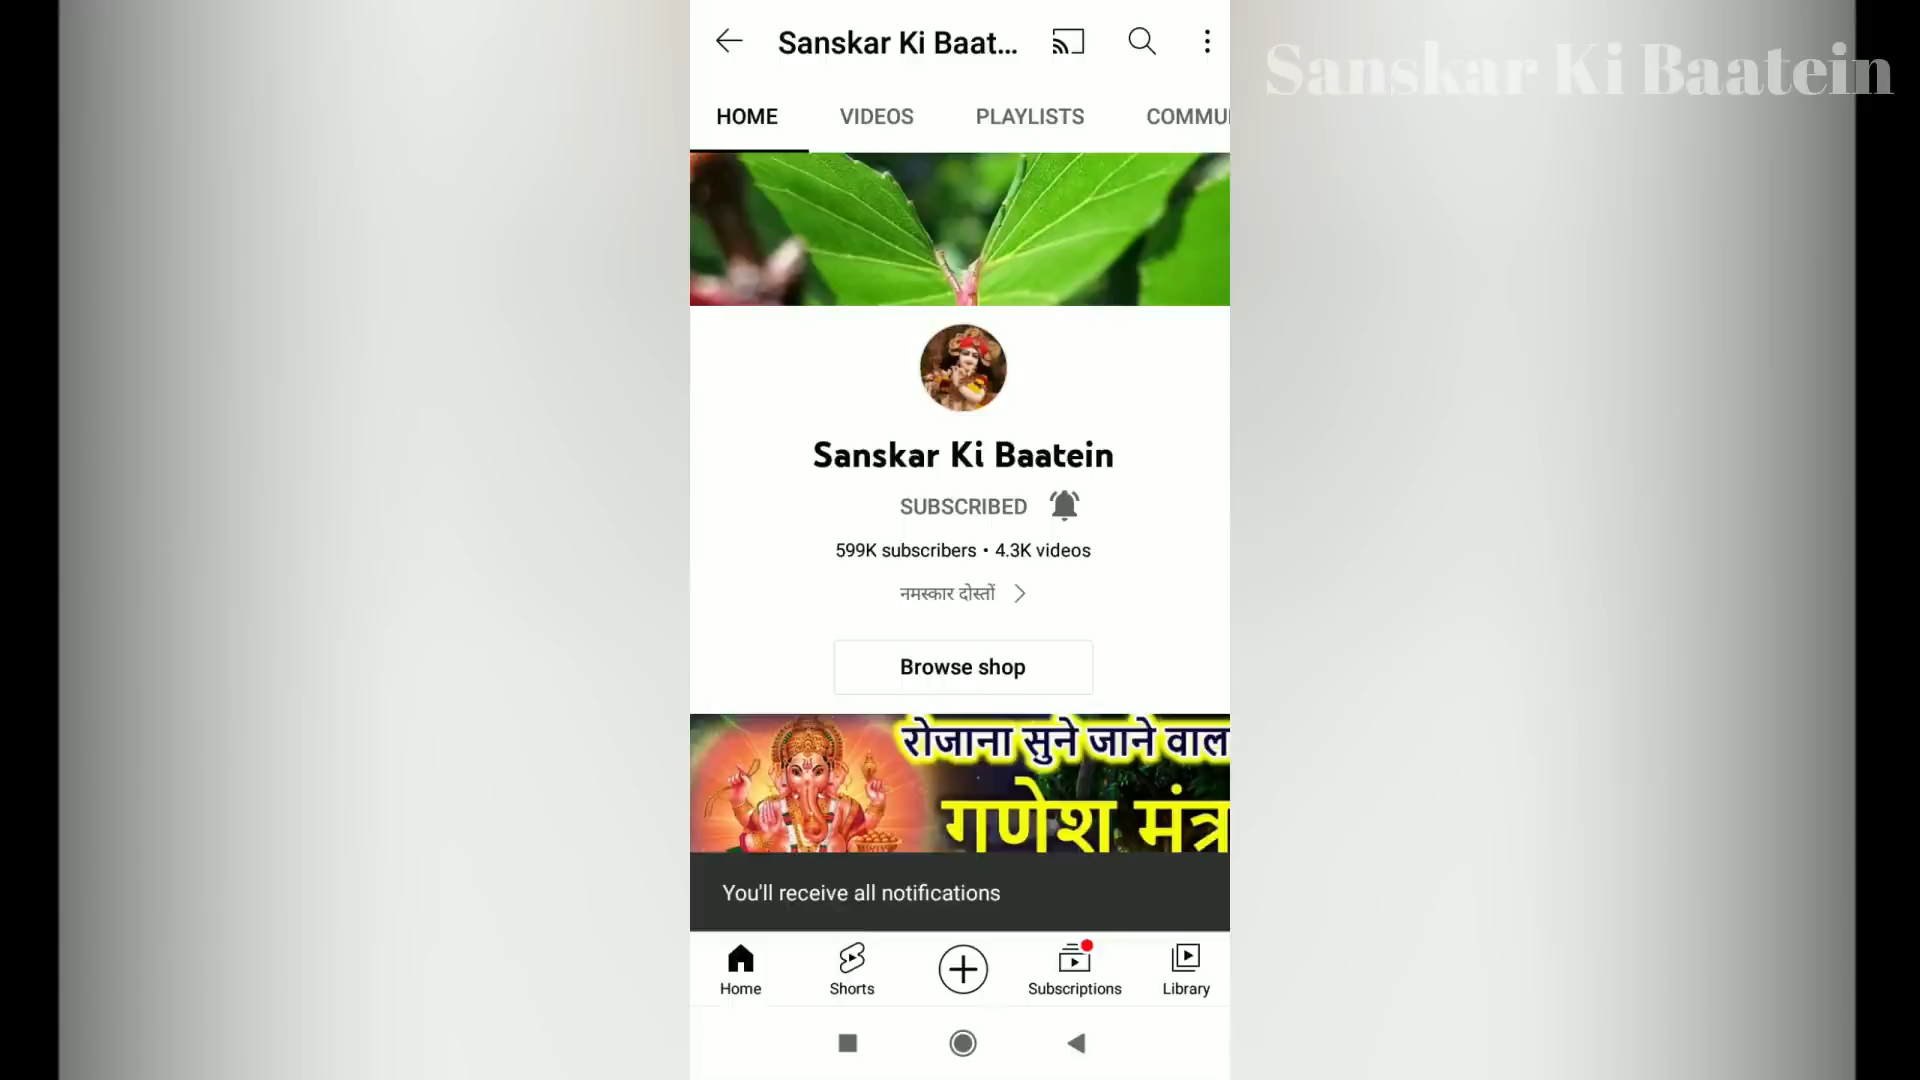 Sanskar Ki Baat...
Sanskar Ki Baatein
HOME VIDEOS PLAYLISTS COMMU
Sanskar Ki Baatein
SUBSCRIBED
599K subscribers • 4.3K videos
नमस्कार दोस्तों
Browse shop
रोजाना सुने जाने वाल
गणेश मंत्र
You'll receive all notifications
Home Shorts Subscriptions Library